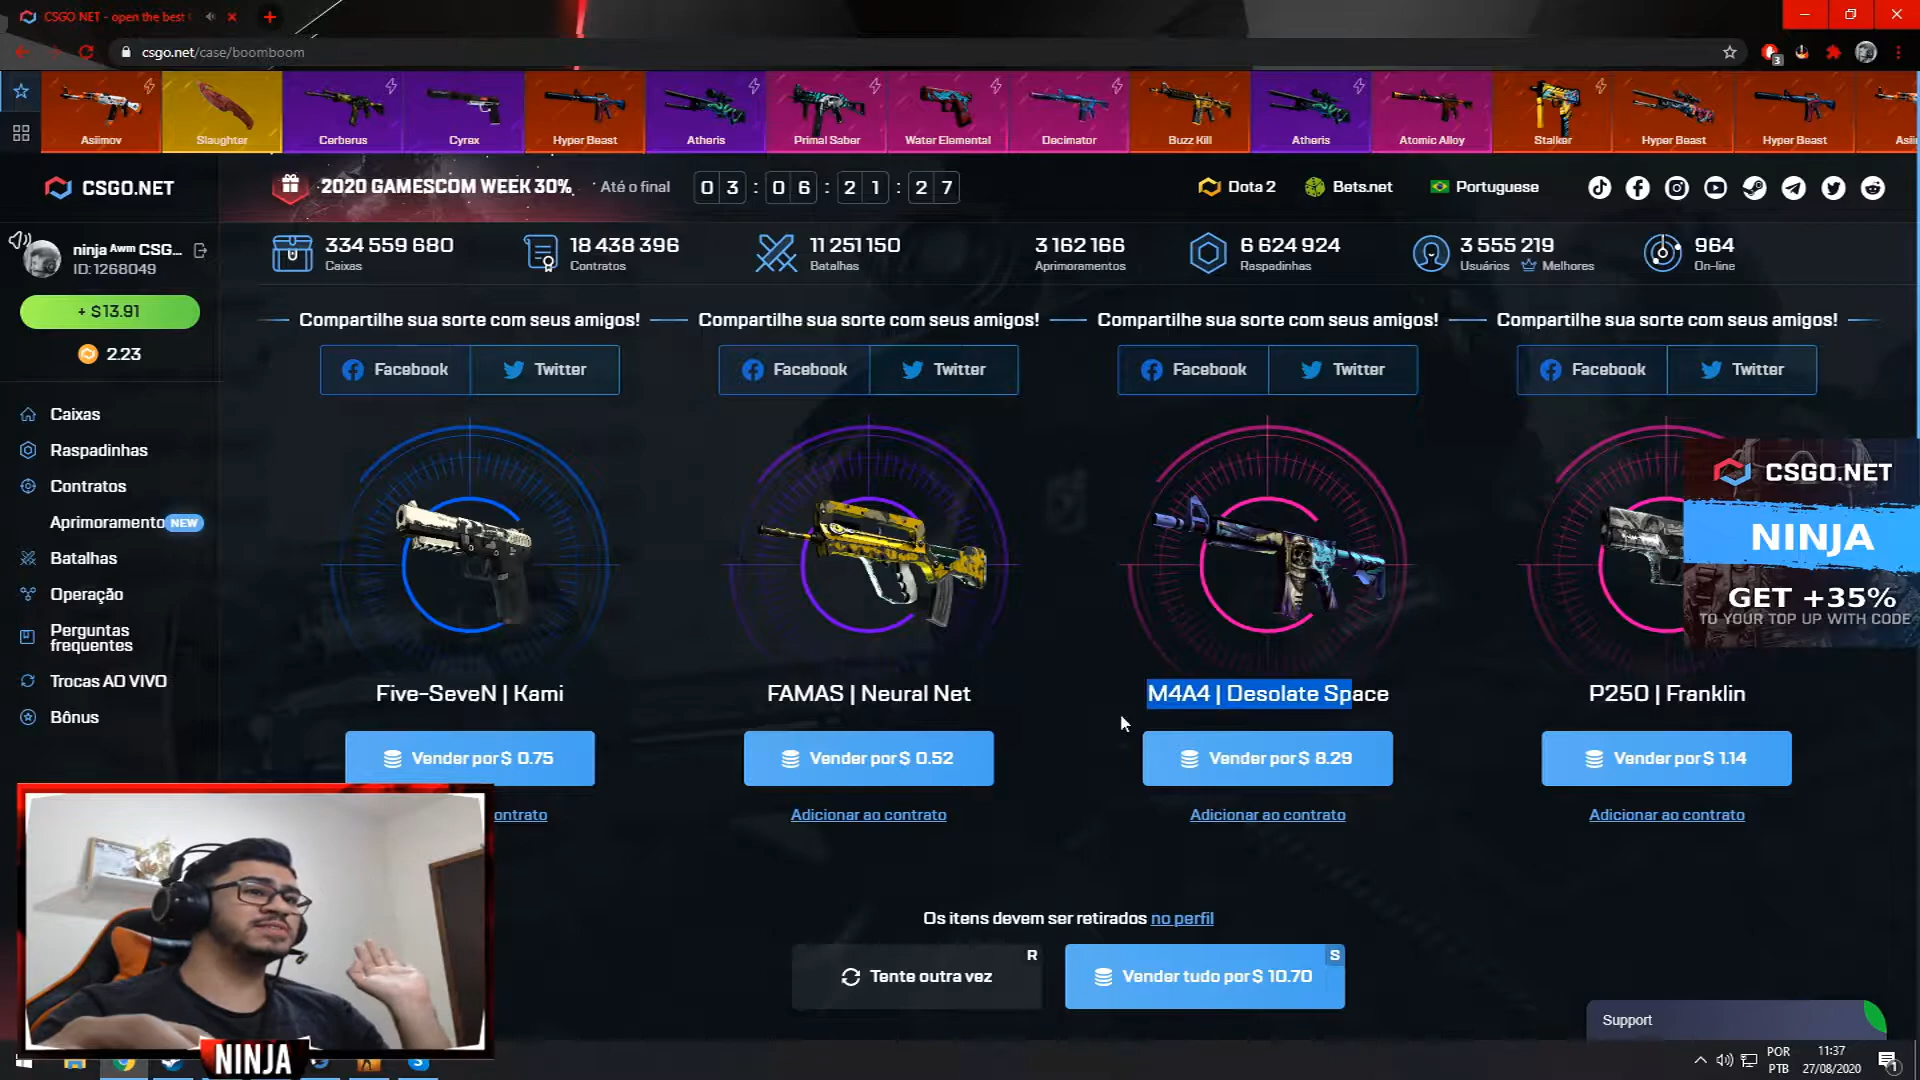 CSGO NET - open the best
csgo.net/case/boomboom
3
Asiimov
Slaughter
Cerberus
Cyrex
Hyper Beast
Atheris
Primal Saber
Water Elemental
Decimator
Buzz Kill
Atheris
Atomic Alloy
Stalker
Hyper Beast
Hyper Beast
Asii
CSGO.NET
2020 GAMESCOM WEEK 30%
Até o final
03:06:21:27
Dota 2
Bets.net
Portuguese
ninja Awm CSG...
ID:1268049
334 559 680
Caixas
18 438 396
Contratos
11 251 150
Batalhas
3 162 166
Aprimoramentos
6 624 924
Raspadinhas
3 555 219
Usuários Melhores
964
On-line
+ $13.91
2.23
Caixas
Raspadinhas
Contratos
Aprimoramento NEW
Batalhas
Operação
Perguntas
frequentes
Trocas AO VIVO
Bônus
Compartilhe sua sorte com seus amigos!
Compartilhe sua sorte com seus amigos!
Compartilhe sua sorte com seus amigos!
Compartilhe sua sorte com seus amigos!
Facebook Twitter
Facebook Twitter
Facebook Twitter
Facebook Twitter
CSGO.NET
NINJA
GET +35%
TO YOUR TOP UP WITH CODE
Five-SeveN | Kami
FAMAS | Neural Net
M4A4 | Desolate Space
P250 | Franklin
Vender por $ 0.75
Vender por $ 0.52
Vender por $ 8.29
Vender por $ 1.14
ontrato
Adicionar ao contrato
Adicionar ao contrato
Adicionar ao contrato
Os itens devem ser retirados no perfil
Tente outra vez R
Vender tudo por $ 10.70 S
Support
NINJA
POR
PTB
11:37
27/08/2020
1